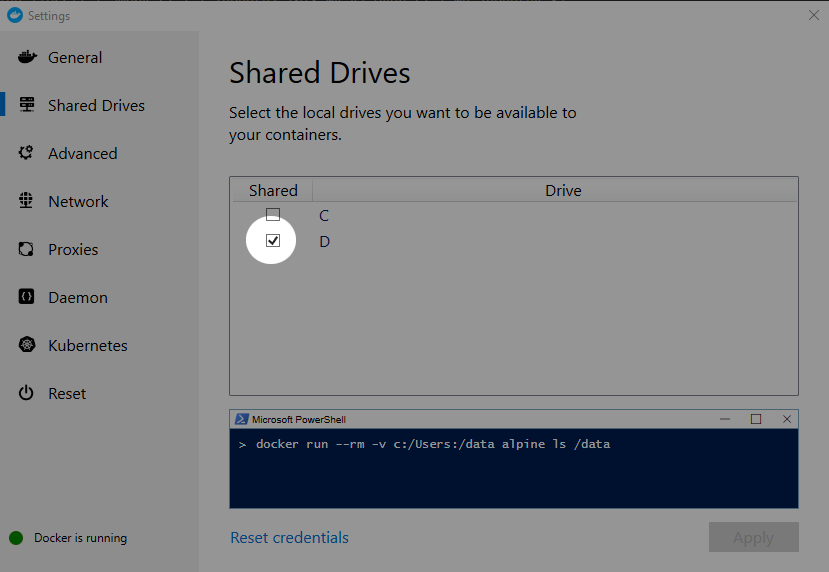 Settings
General
Shared Drives
Advanced
Network
Proxies
Daemon
Kubernetes
Reset
Docker is running
Shared Drives
Select the local drives you want to be available to
your containers.
Shared Drive
C
D
Microsoft PowerShell
> docker run --rm -v c:/Users:/data alpine ls /data
Reset credentials
Apply